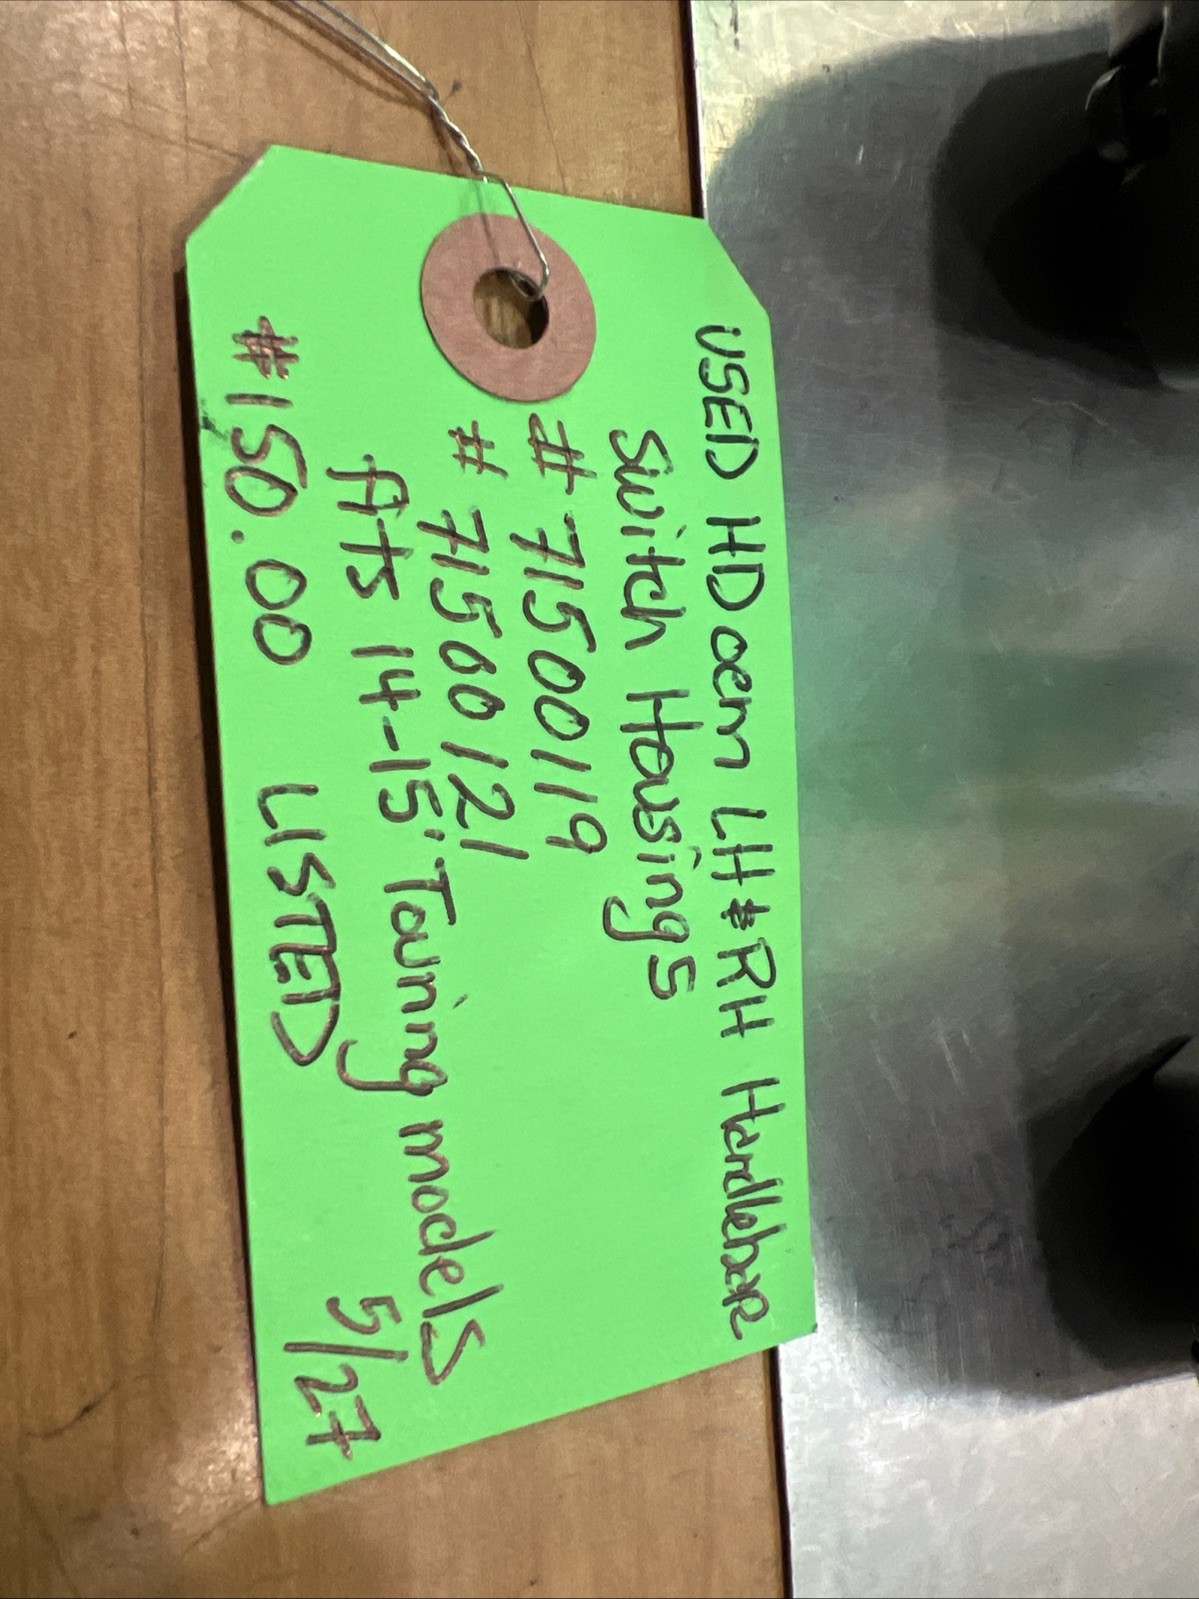 USED HD oem LH & RH Handlebar
Switch Housings
# 71500119
# 71500121
fits 14-15' Touring models
#150.00 LISTED 5/27